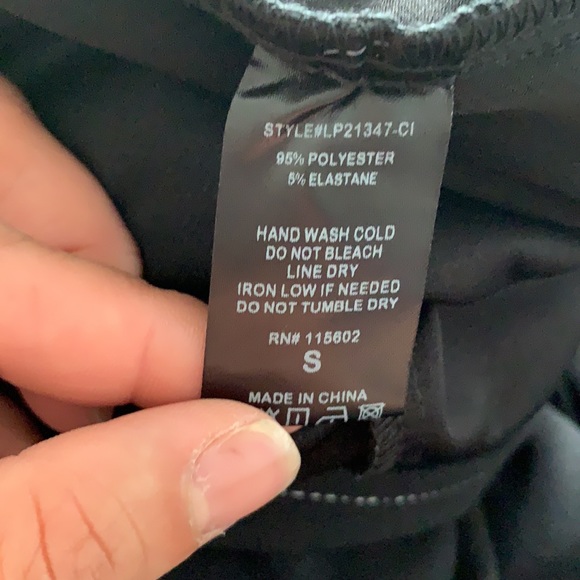 STYLE#LP21347-CI
95% POLYESTER
5% ELASTANE
HAND WASH COLD
DO NOT BLEACH
LINE DRY
IRON LOW IF NEEDED
DO NOT TUMBLE DRY
RN# 115602
S
MADE IN CHINA